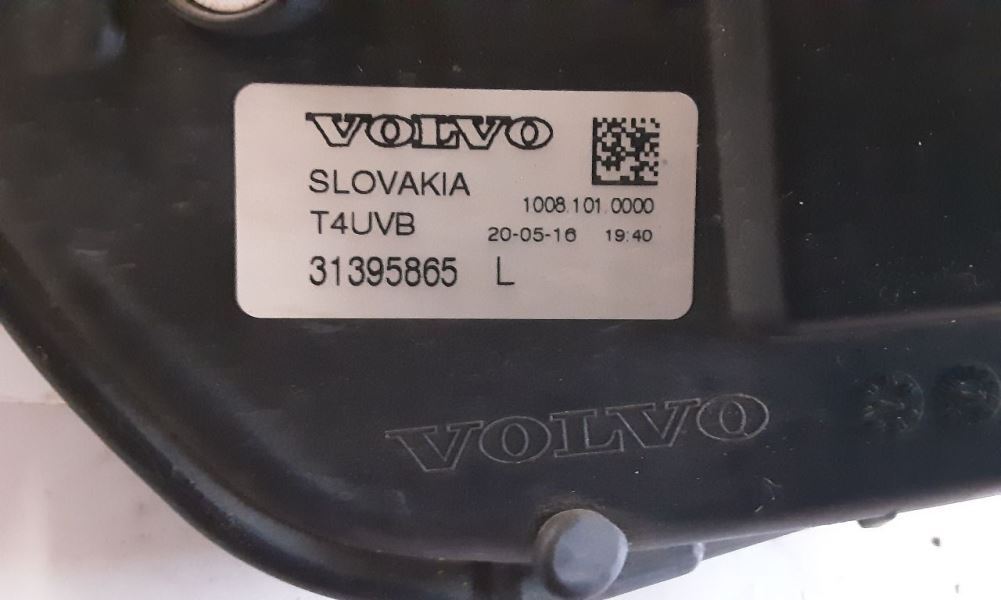 VOLVO
SLOVAKIA
1008.101.0000
T4UVB 20-05-16 19:40
31395865 L
VOLVO